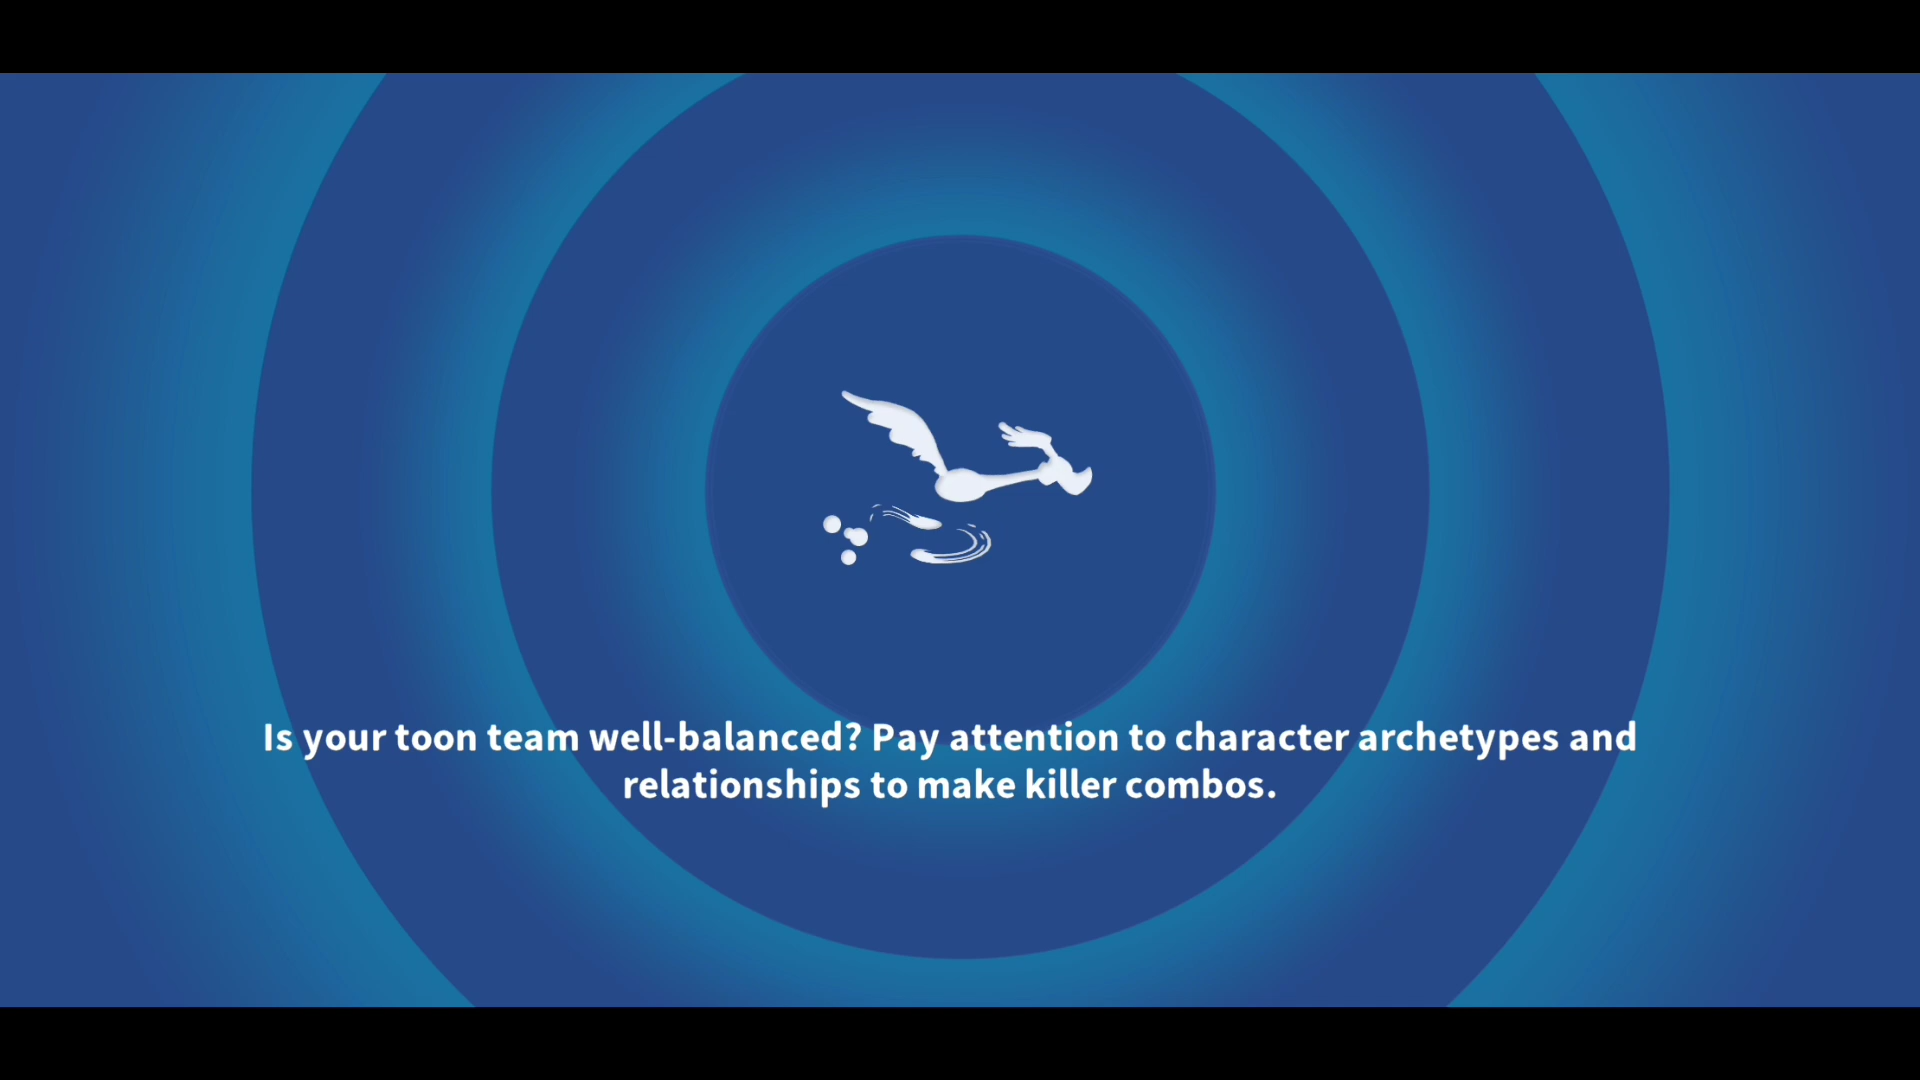 Is your toon team well-balanced? Pay attention to character archetypes and
relationships to make killer combos.